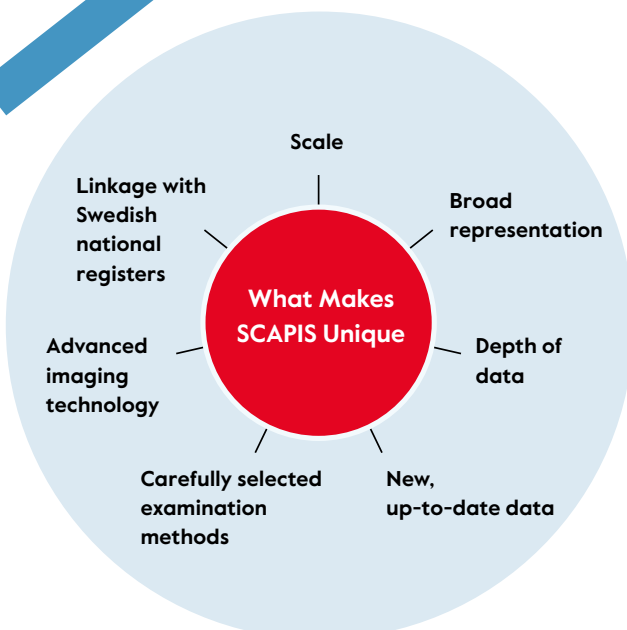 What Makes
SCAPIS Unique
Scale
Broad
representation
Depth of
data
New,
up-to-date data
Carefully selected
examination
methods
Advanced
imaging
technology
Linkage with
Swedish
national
registers